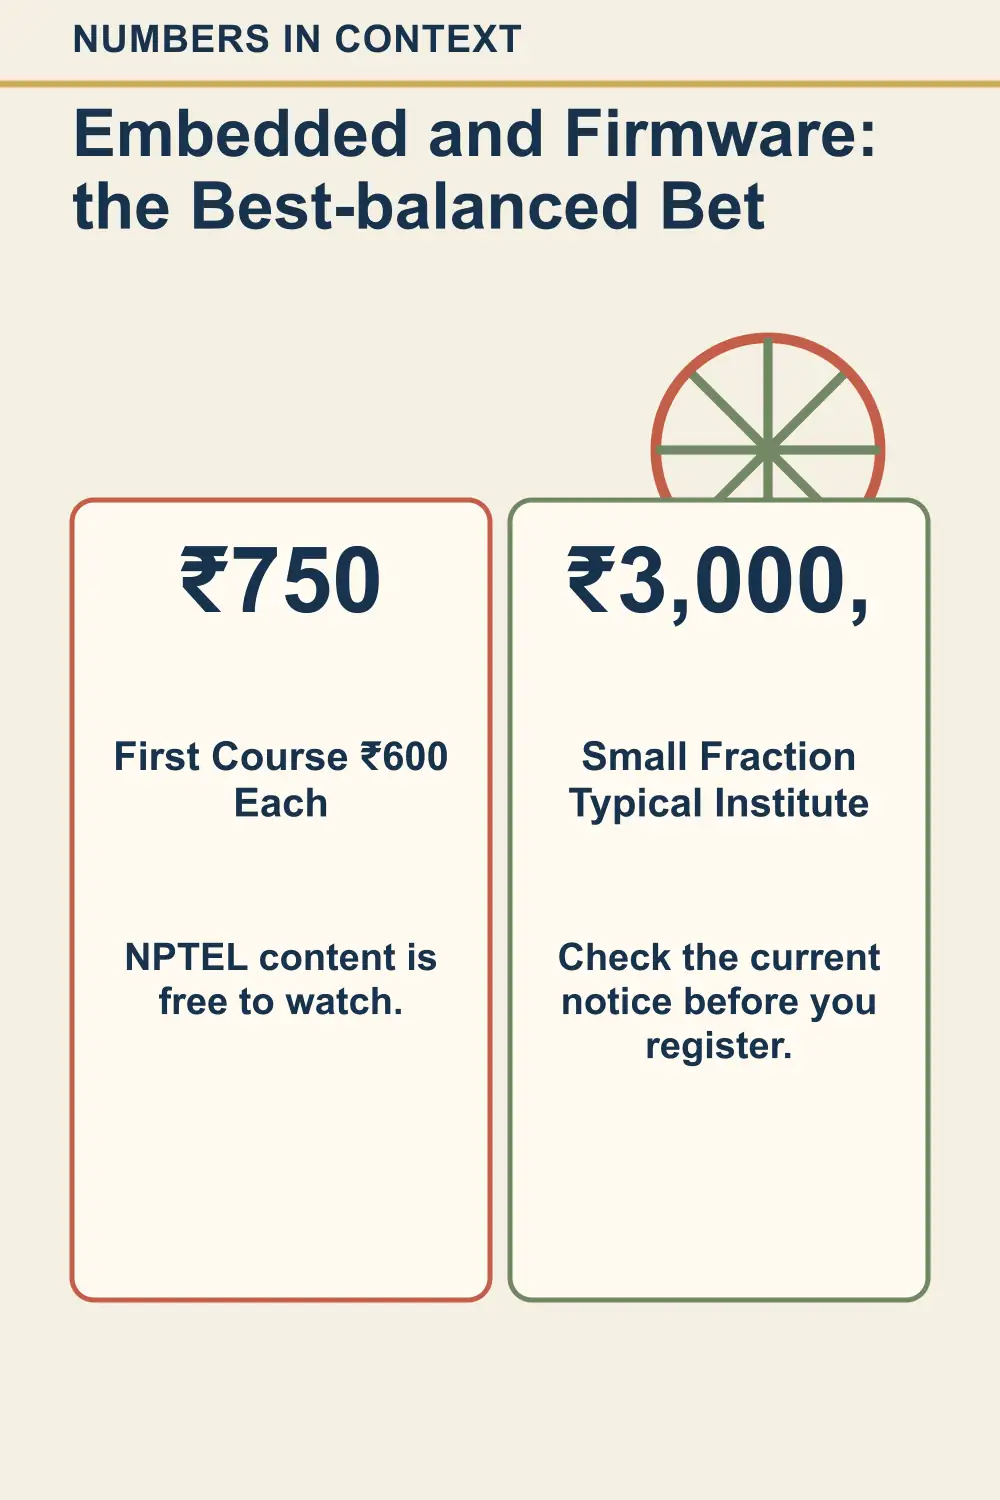 NUMBERS IN CONTEXT
Embedded and Firmware:
the Best-balanced Bet
₹750
First Course ₹600
Each
NPTEL content is
free to watch.
₹3,000,
Small Fraction
Typical Institute
Check the current
notice before you
register.